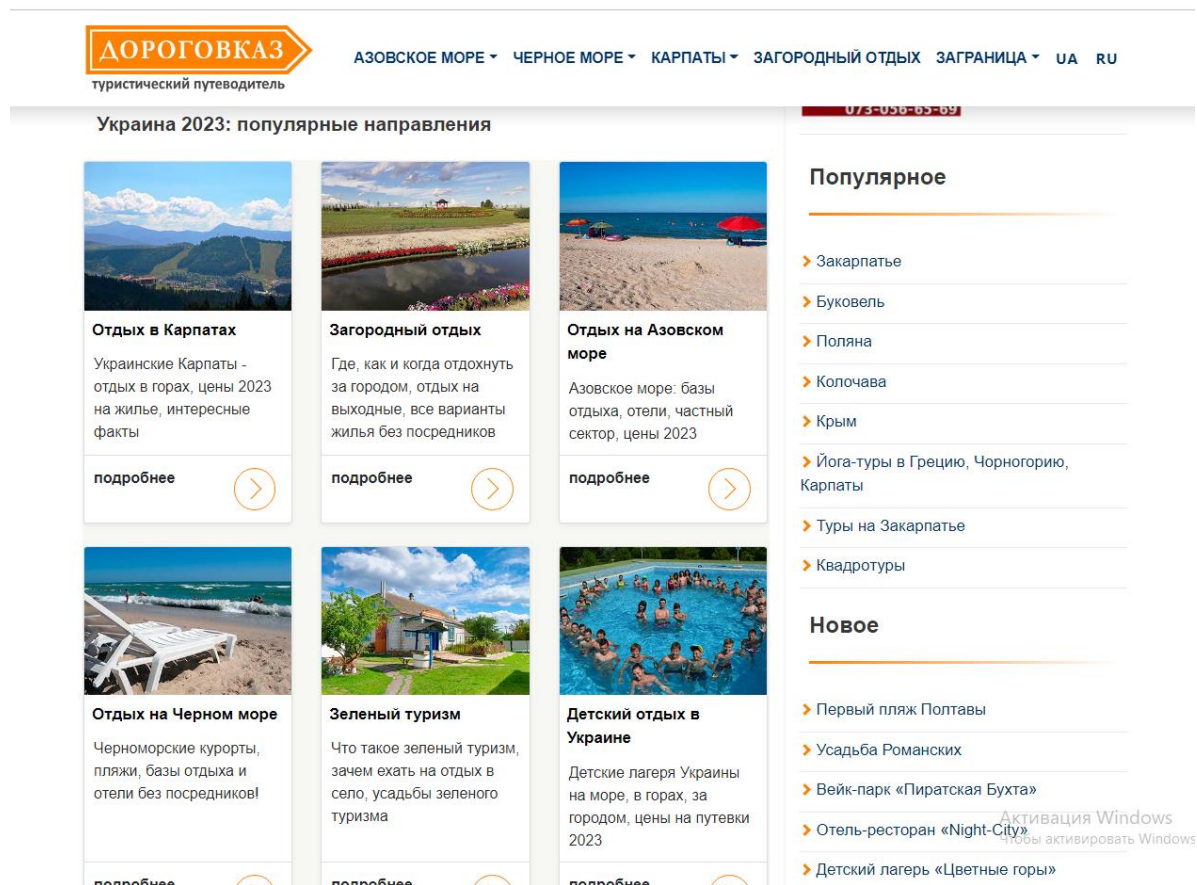 ДОРОГОВКАЗ
туристический путеводитель
АЗОВСКОЕ МОРЕ ЧЕРНОЕ МОРЕ КАРПАТЫ ЗАГОРОДНЫЙ ОТДЫХ ЗАГРАНИЦА UA RU
073-056-65-69
Украина 2023: популярные направления
Отдых в Карпатах
Украинские Карпаты -
отдых в горах, цены 2023
на жилье, интересные
факты
подробнее
Загородный отдых
Где, как и когда отдохнуть
за городом, отдых на
выходные, все варианты
жилья без посредников
подробнее
Отдых на Азовском
море
Азовское море: базы
отдыха, отели, частный
сектор, цены 2023
подробнее
Отдых на Черном море
Черноморские курорты,
пляжи, базы отдыха и
отели без посредников!
подробнее
Зеленый туризм
Что такое зеленый туризм,
зачем ехать на отдых в
село, усадьбы зеленого
туризма
подробнее
Детский отдых в
Украине
Детские лагеря Украины
на море, в горах, за
городом, цены на путевки
2023
подробнее
Популярное
Закарпатье
Буковель
Поляна
Колочава
Крым
Йога-туры в Грецию, Чорногорию,
Карпаты
Туры на Закарпатье
Квадротуры
Новое
Первый пляж Полтавы
Усадьба Романских
Вейк-парк «Пиратская Бухта»
Отель-ресторан «Night-City»
Детский лагерь «Цветные горы»
Активация Windows
Чтобы активировать Windows